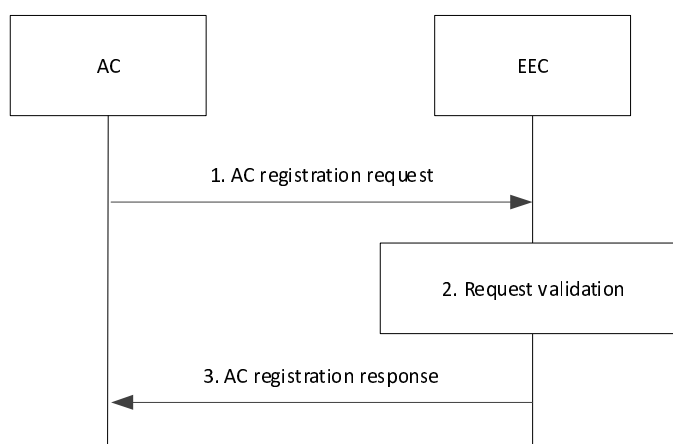 AC
EEC
1. AC registration request
2. Request validation
3. AC registration response